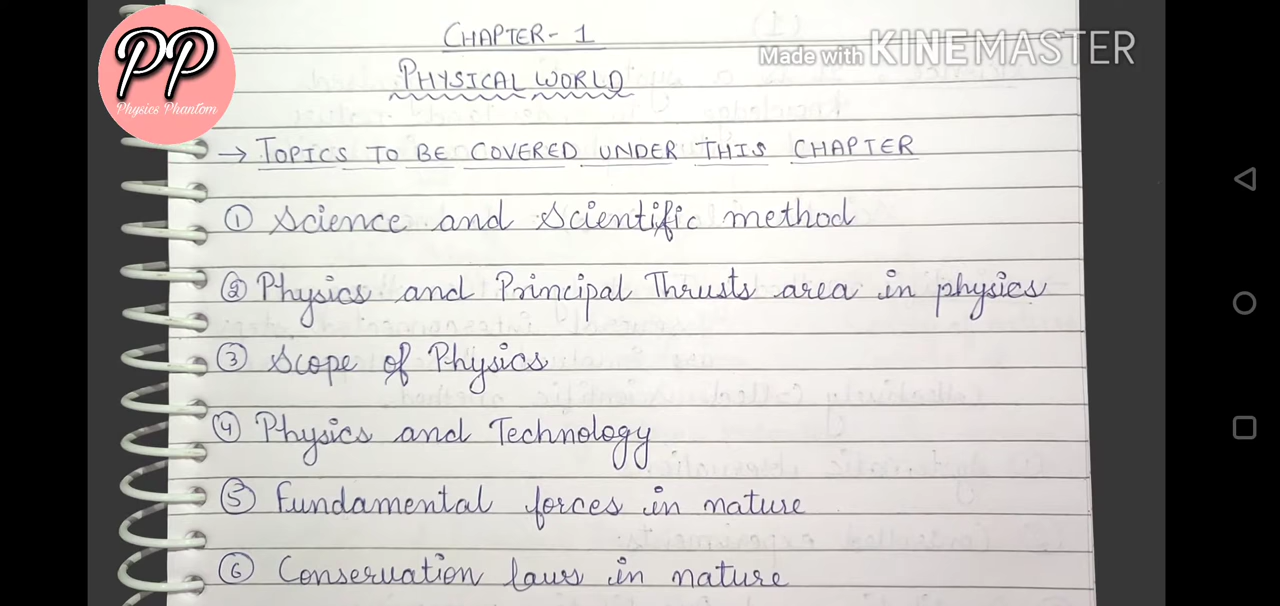 CHAPTER- 1
PHYSICAL WORLD
→ TOPICS TO BE COVERED UNDER THIS CHAPTER
① Science and Scientific method
② Physics and Principal Thrusts area in physics
③ Scope of Physics
④ Physics and Technology
⑤ Fundamental forces in nature
⑥ Conservation laws in nature
PP
Physics Phantom
Made with KINEMASTER